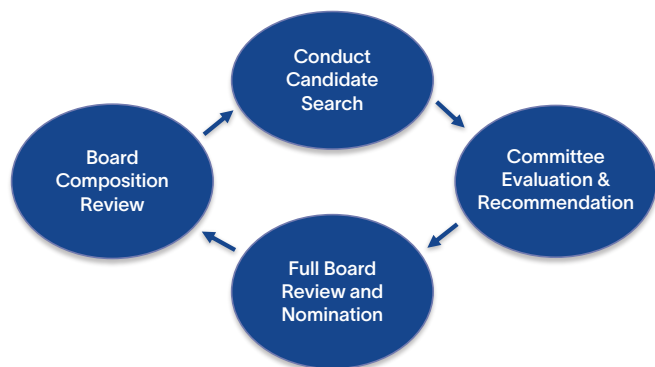 Conduct
Candidate
Search
Board
Composition
Review
Committee
Evaluation &
Recommendation
Full Board
Review and
Nomination